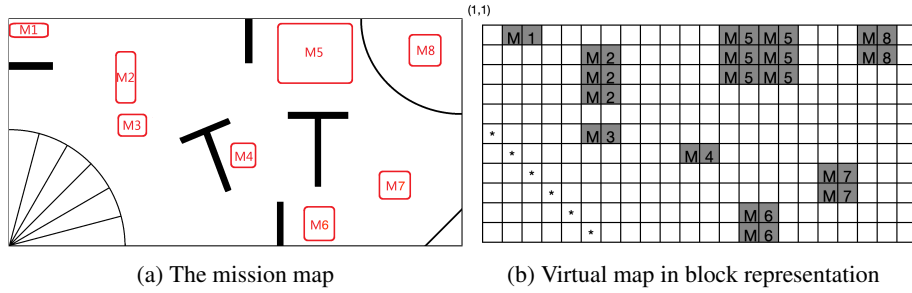 (1,1)
M1
M2
M3
M4
M5
M6
M7
M8
M 1 M 5 M 5 M 8
M 2 M 5 M 5 M 8
M 2 M 5 M 5
M 2
* M 3
* M 4
* M 7
* M 7
* M 6
* M 6
(a) The mission map
(b) Virtual map in block representation